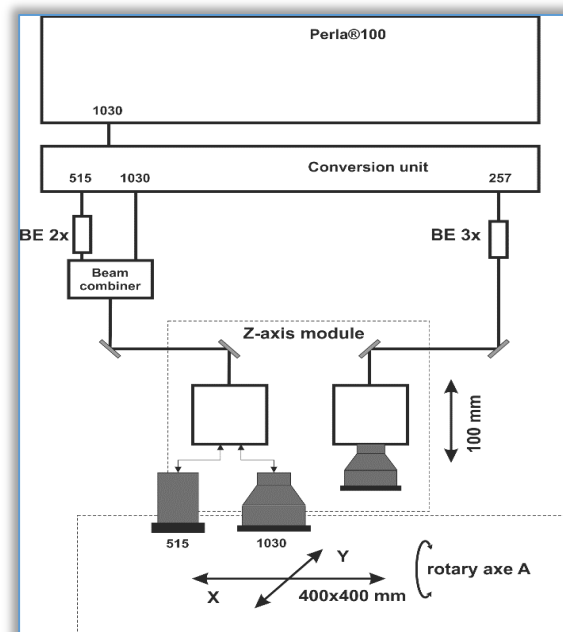 Perla®100
1030
Conversion unit
515 1030 257
BE 2x
BE 3x
Beam
combiner
Z-axis module
100 mm
515
1030
Y
X
400x400 mm
rotary axe A